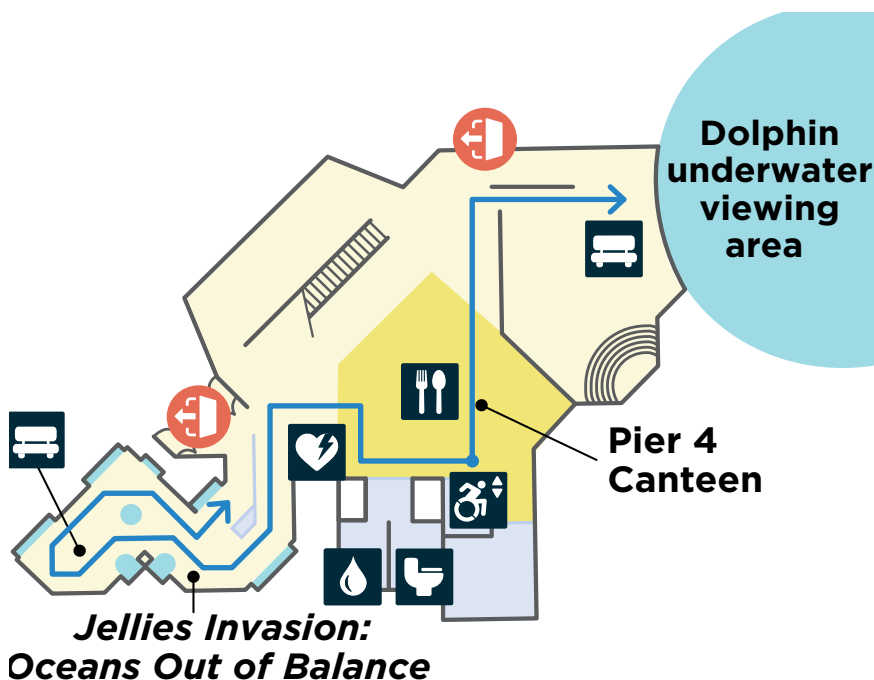 Dolphin
underwater
viewing
area
Pier 4
Canteen
Jellies Invasion:
Oceans Out of Balance